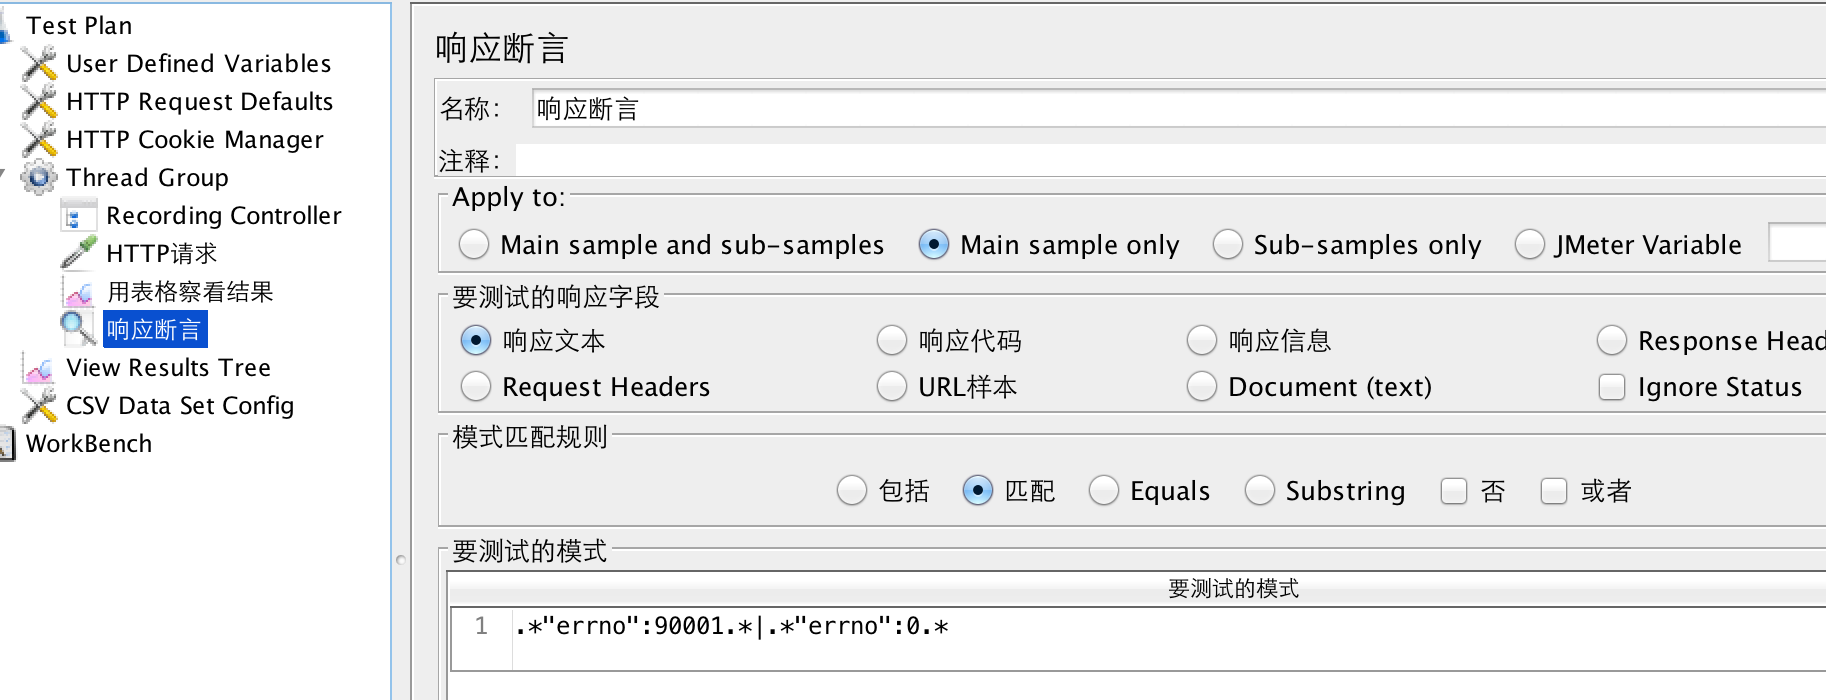 Test Plan
User Defined Variables
HTTP Request Defaults
HTTP Cookie Manager
Thread Group
Recording Controller
HTTP请求
用表格察看结果
响应断言
View Results Tree
CSV Data Set Config
WorkBench
响应断言
名称： 响应断言
注释：
Apply to:
Main sample and sub-samples Main sample only Sub-samples only JMeter Variable
要测试的响应字段
响应文本 响应代码 响应信息 Response Head
Request Headers URL样本 Document (text) Ignore Status
模式匹配规则
包括 匹配 Equals Substring 否 或者
要测试的模式
要测试的模式
1 .*"errno":90001.*|.*"errno":0.*